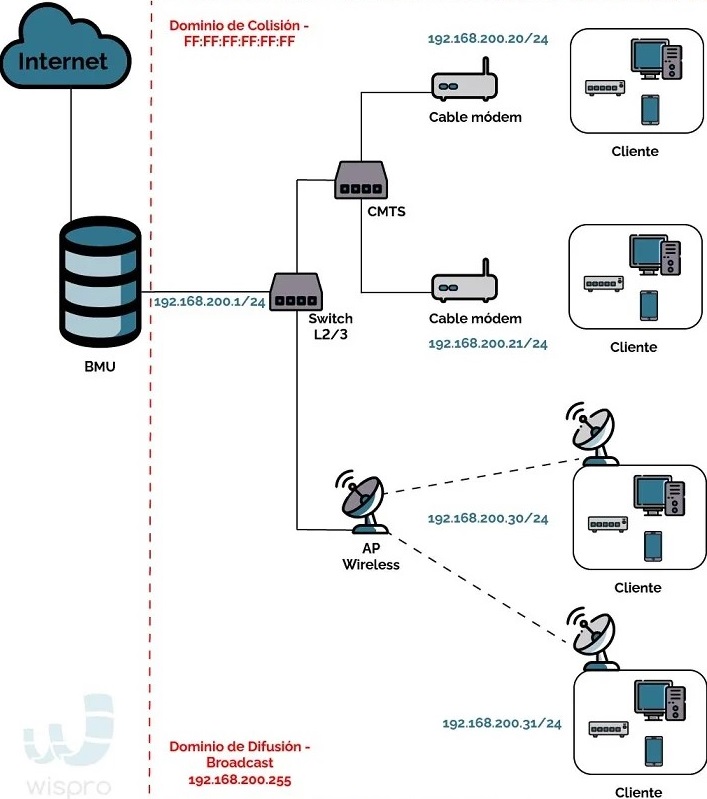 Internet
Dominio de Colisión -
FF:FF:FF:FF:FF:FF
192.168.200.20/24
Cable módem
Cliente
CMTS
192.168.200.1/24
Switch
L2/3
BMU
Cable módem
192.168.200.21/24
Cliente
AP
Wireless
192.168.200.30/24
Cliente
192.168.200.31/24
Cliente
Dominio de Difusión -
Broadcast
192.168.200.255
wispro